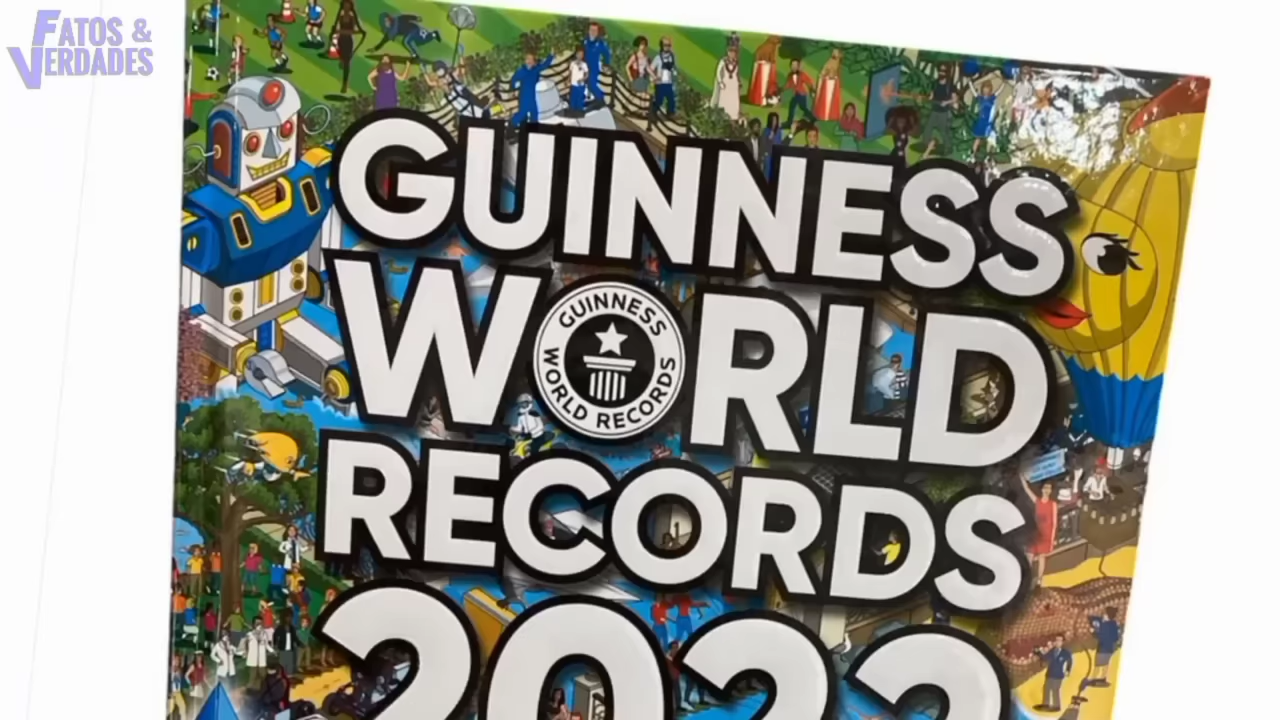 FATOS &
VERDADES
GUINNESS
WORLD
RECORDS
GUINNESS
WORLD RECORDS